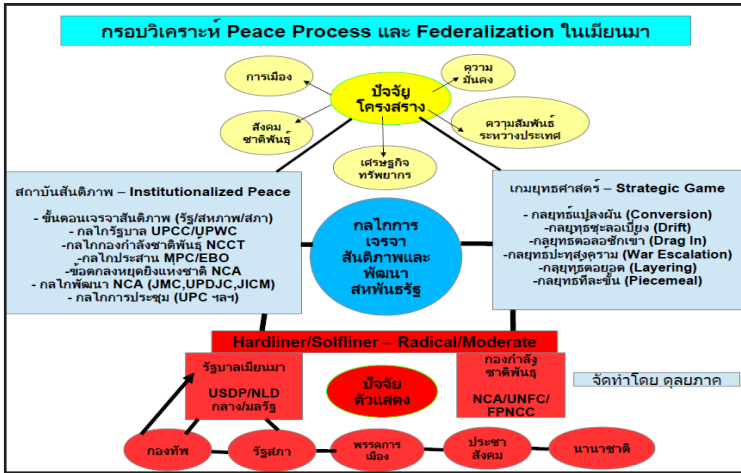 กรอบวิเคราะห์ Peace Process และ Federalization ในเมียนมา
การเมือง
ปัจจัย
โครงสร้าง
ความ
มั่นคง
สังคม
ชาติพันธุ์
ความสัมพันธ์
ระหว่างประเทศ
เศรษฐกิจ
ทรัพยากร
สถาบันสันติภาพ – Institutionalized Peace
- ขั้นตอนเจรจาสันติภาพ (รัฐ/สหภาพ/สภา)
- กลไกรัฐบาล UPCC/UPWC
-กลไกกองกำลังชาติพันธุ์ NCCT
-กลไกประสาน MPC/EBO
-ข้อตกลงหยุดยิงแห่งชาติ NCA
- กลไกพัฒนา NCA (JMC,UPDJC,JICM)
- กลไกการประชุม (UPC ฯลฯ)
กลไกการ
เจรจา
สันติภาพและ
พัฒนา
สหพันธรัฐ
เกมยุทธศาสตร์ – Strategic Game
- กลยุทธ์แปลงผัน (Conversion)
- กลยุทธชะลอเบี่ยง (Drift)
-กลยุทธตอลอชักเขา (Drag In)
-กลยุทธปะทุสงคราม (War Escalation)
-กลยุทธตอยอด (Layering)
-กลยุทธทีละชั้น (Piecemeal)
Hardliner/Solfliner – Radical/Moderate
รัฐบาลเมียนมา
USDP/NLD
กลาง/มลรัฐ
ปัจจัย
ตัวแสดง
กองกำลัง
ชาติพันธุ์
NCA/UNFC/
FPNCC
จัดทำโดย ดุลยภาค
กองทัพ
รัฐสภา
พรรคการ
เมือง
ประชา
สังคม
นานาชาติ